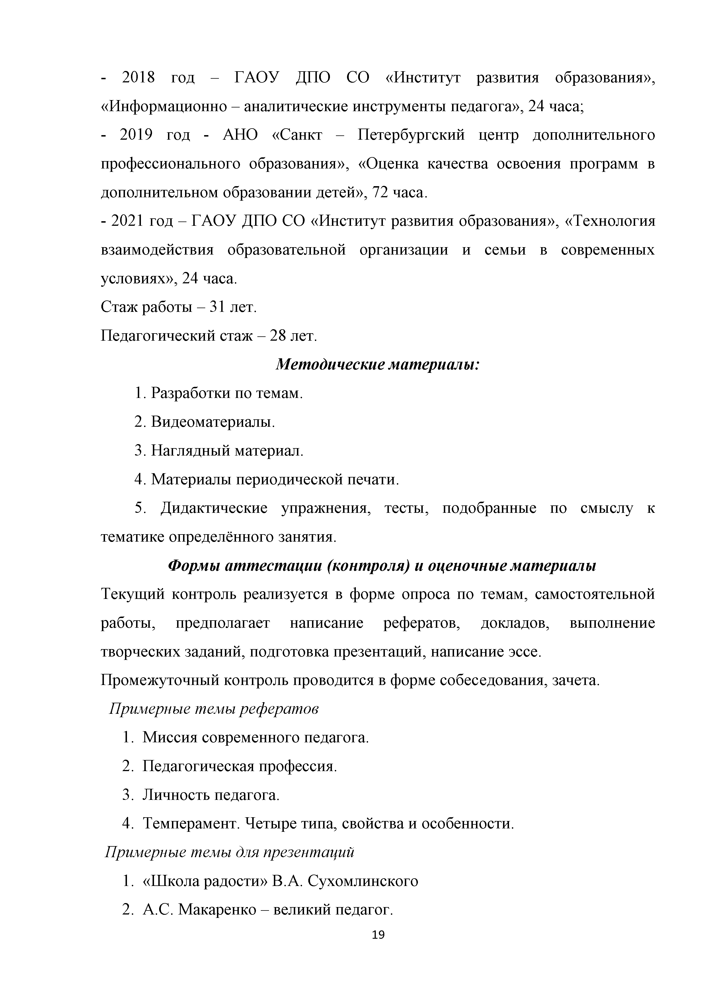 - 2018 год – ГАОУ ДПО СО «Институт развития образования»,
«Информационно – аналитические инструменты педагога», 24 часа;
- 2019 год - АНО «Санкт – Петербургский центр дополнительного
профессионального образования», «Оценка качества освоения программ в
дополнительном образовании детей», 72 часа.
- 2021 год – ГАОУ ДПО СО «Институт развития образования», «Технология
взаимодействия образовательной организации и семьи в современных
условиях», 24 часа.
Стаж работы – 31 лет.
Педагогический стаж – 28 лет.
Методические материалы:
1. Разработки по темам.
2. Видеоматериалы.
3. Наглядный материал.
4. Материалы периодической печати.
5. Дидактические упражнения, тесты, подобранные по смыслу к
тематике определённого занятия.
Формы аттестации (контроля) и оценочные материалы
Текущий контроль реализуется в форме опроса по темам, самостоятельной
работы, предполагает написание рефератов, докладов, выполнение
творческих заданий, подготовка презентаций, написание эссе.
Промежуточный контроль проводится в форме собеседования, зачета.
Примерные темы рефератов
1. Миссия современного педагога.
2. Педагогическая профессия.
3. Личность педагога.
4. Темперамент. Четыре типа, свойства и особенности.
Примерные темы для презентаций
1. «Школа радости» В.А. Сухомлинского
2. А.С. Макаренко – великий педагог.
19